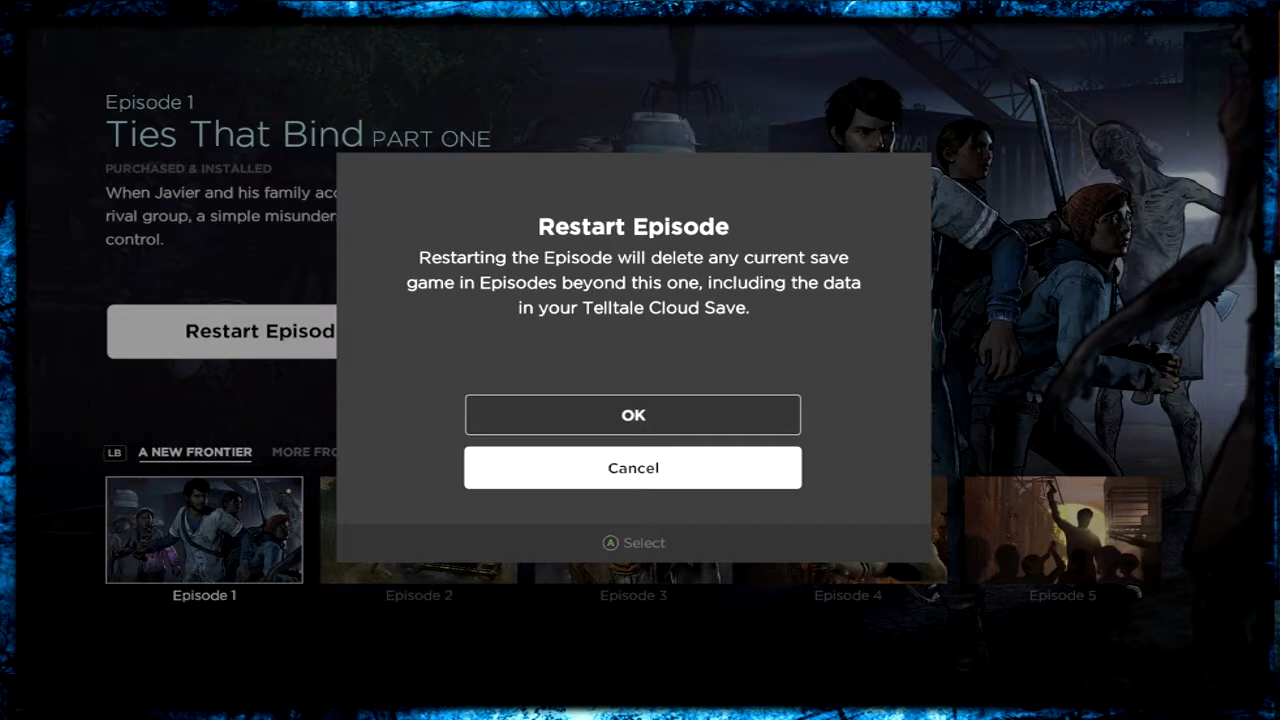 Episode 1
Ties That Bind PART ONE
PURCHASED & INSTALLED
When Javier and his family acc
rival group, a simple misunder
control.
Restart Episod
Restart Episode
Restarting the Episode will delete any current save
game in Episodes beyond this one, including the data
in your Telltale Cloud Save.
OK
Cancel
A Select
LB A NEW FRONTIER MORE FRO
Episode 1
Episode 2
Episode 3
Episode 4
Episode 5